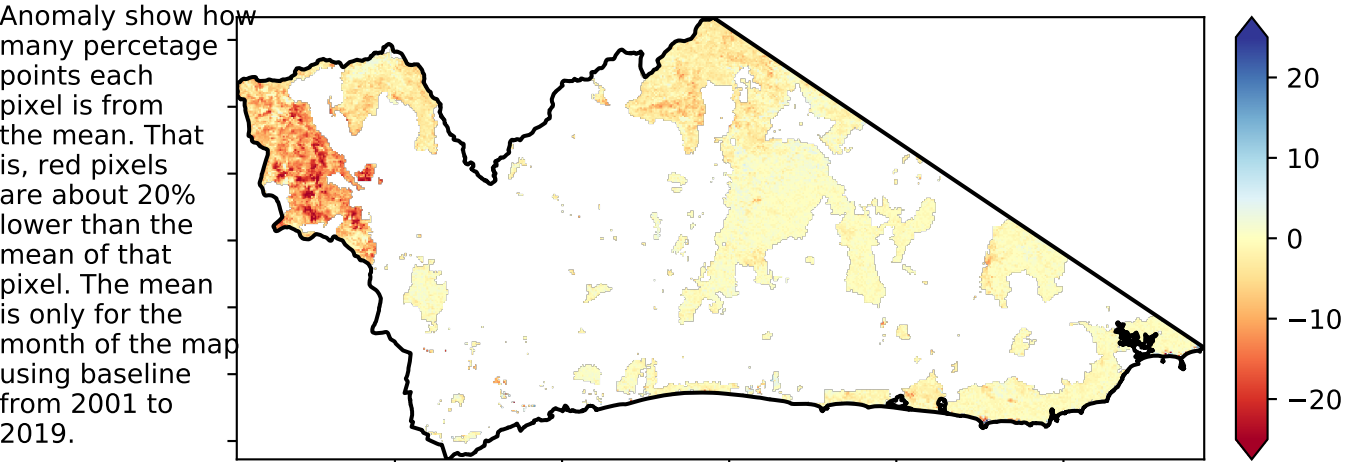 Anomaly show how
many percetage
points each
pixel is from
the mean. That
is, red pixels
are about 20%
lower than the
mean of that
pixel. The mean
is only for the
month of the map
using baseline
from 2001 to
2019.
20
10
0
−10
−20